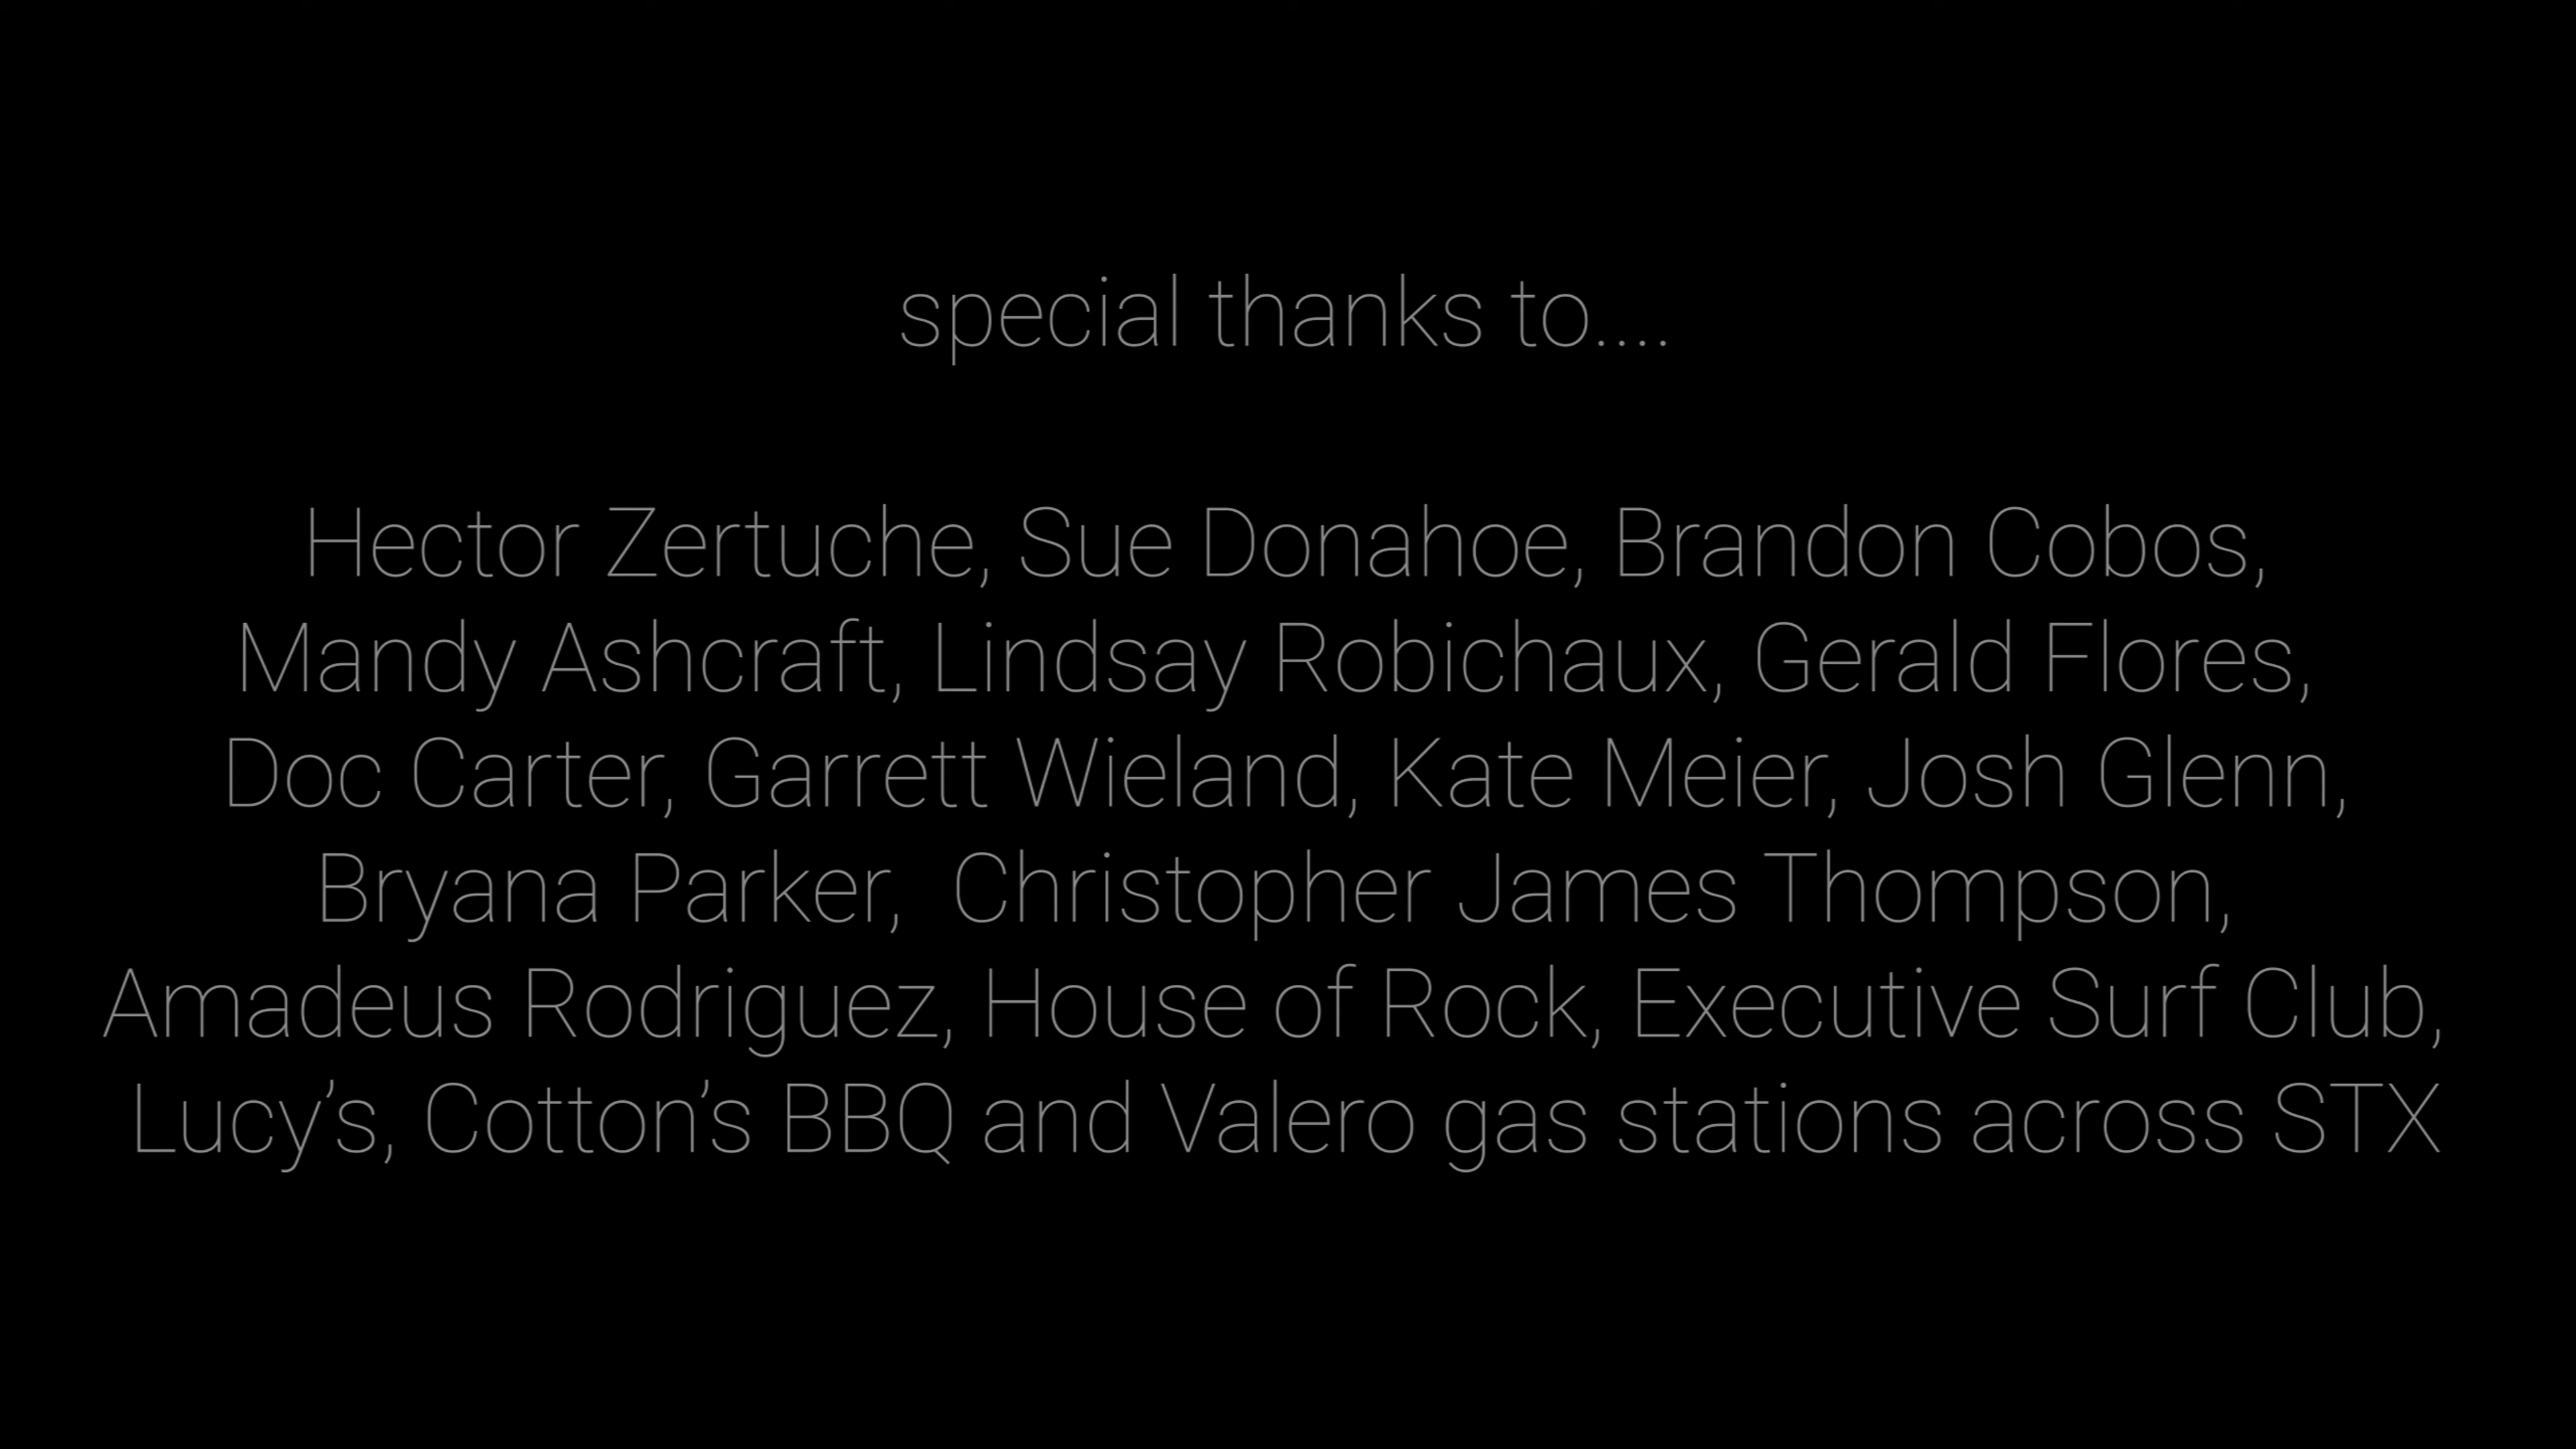 special thanks to....
Hector Zertuche, Sue Donahoe, Brandon Cobos,
Mandy Ashcraft, Lindsay Robichaux, Gerald Flores,
Doc Carter, Garrett Wieland, Kate Meier, Josh Glenn,
Bryana Parker,  Christopher James Thompson,
Amadeus Rodriguez, House of Rock, Executive Surf Club,
Lucy’s, Cotton’s BBQ and Valero gas stations across STX